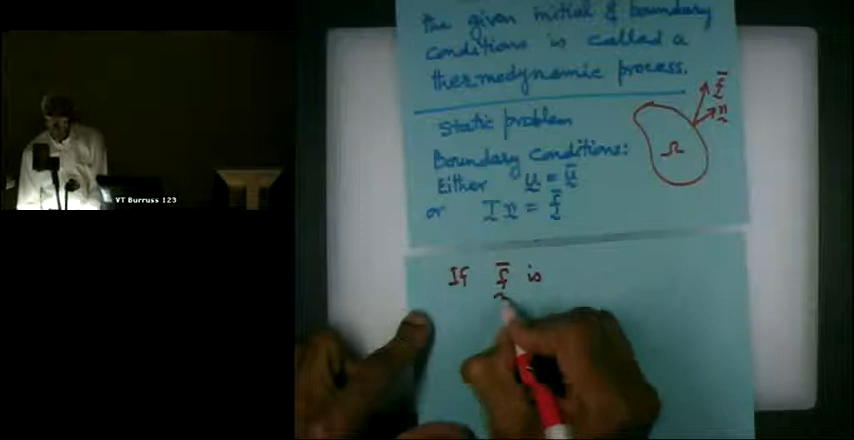 the given initial & boundary
conditions is called a
thermodynamic process.
f̄
n
Ω
Static problem
Boundary Conditions:
Either u = ū
or T n = f̄
If f̄ is
VT Burruss 123